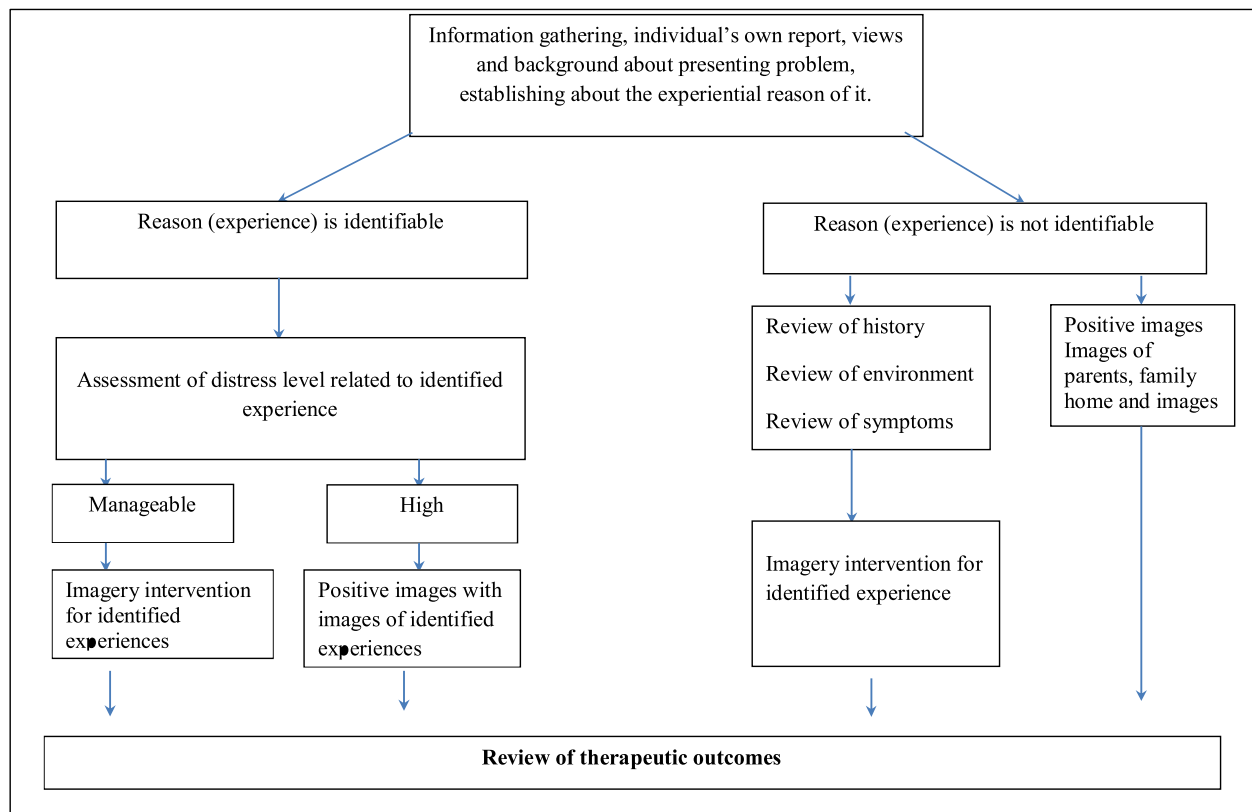 Information gathering, individual’s own report, views
and background about presenting problem,
establishing about the experiential reason of it.
Reason (experience) is identifiable
Reason (experience) is not identifiable
Assessment of distress level related to identified
experience
Review of history
Review of environment
Review of symptoms
Positive images
Images of
parents, family
home and images
Manageable
High
Imagery intervention
for identified
experiences
Positive images with
images of identified
experiences
Imagery intervention for
identified experience
Review of therapeutic outcomes